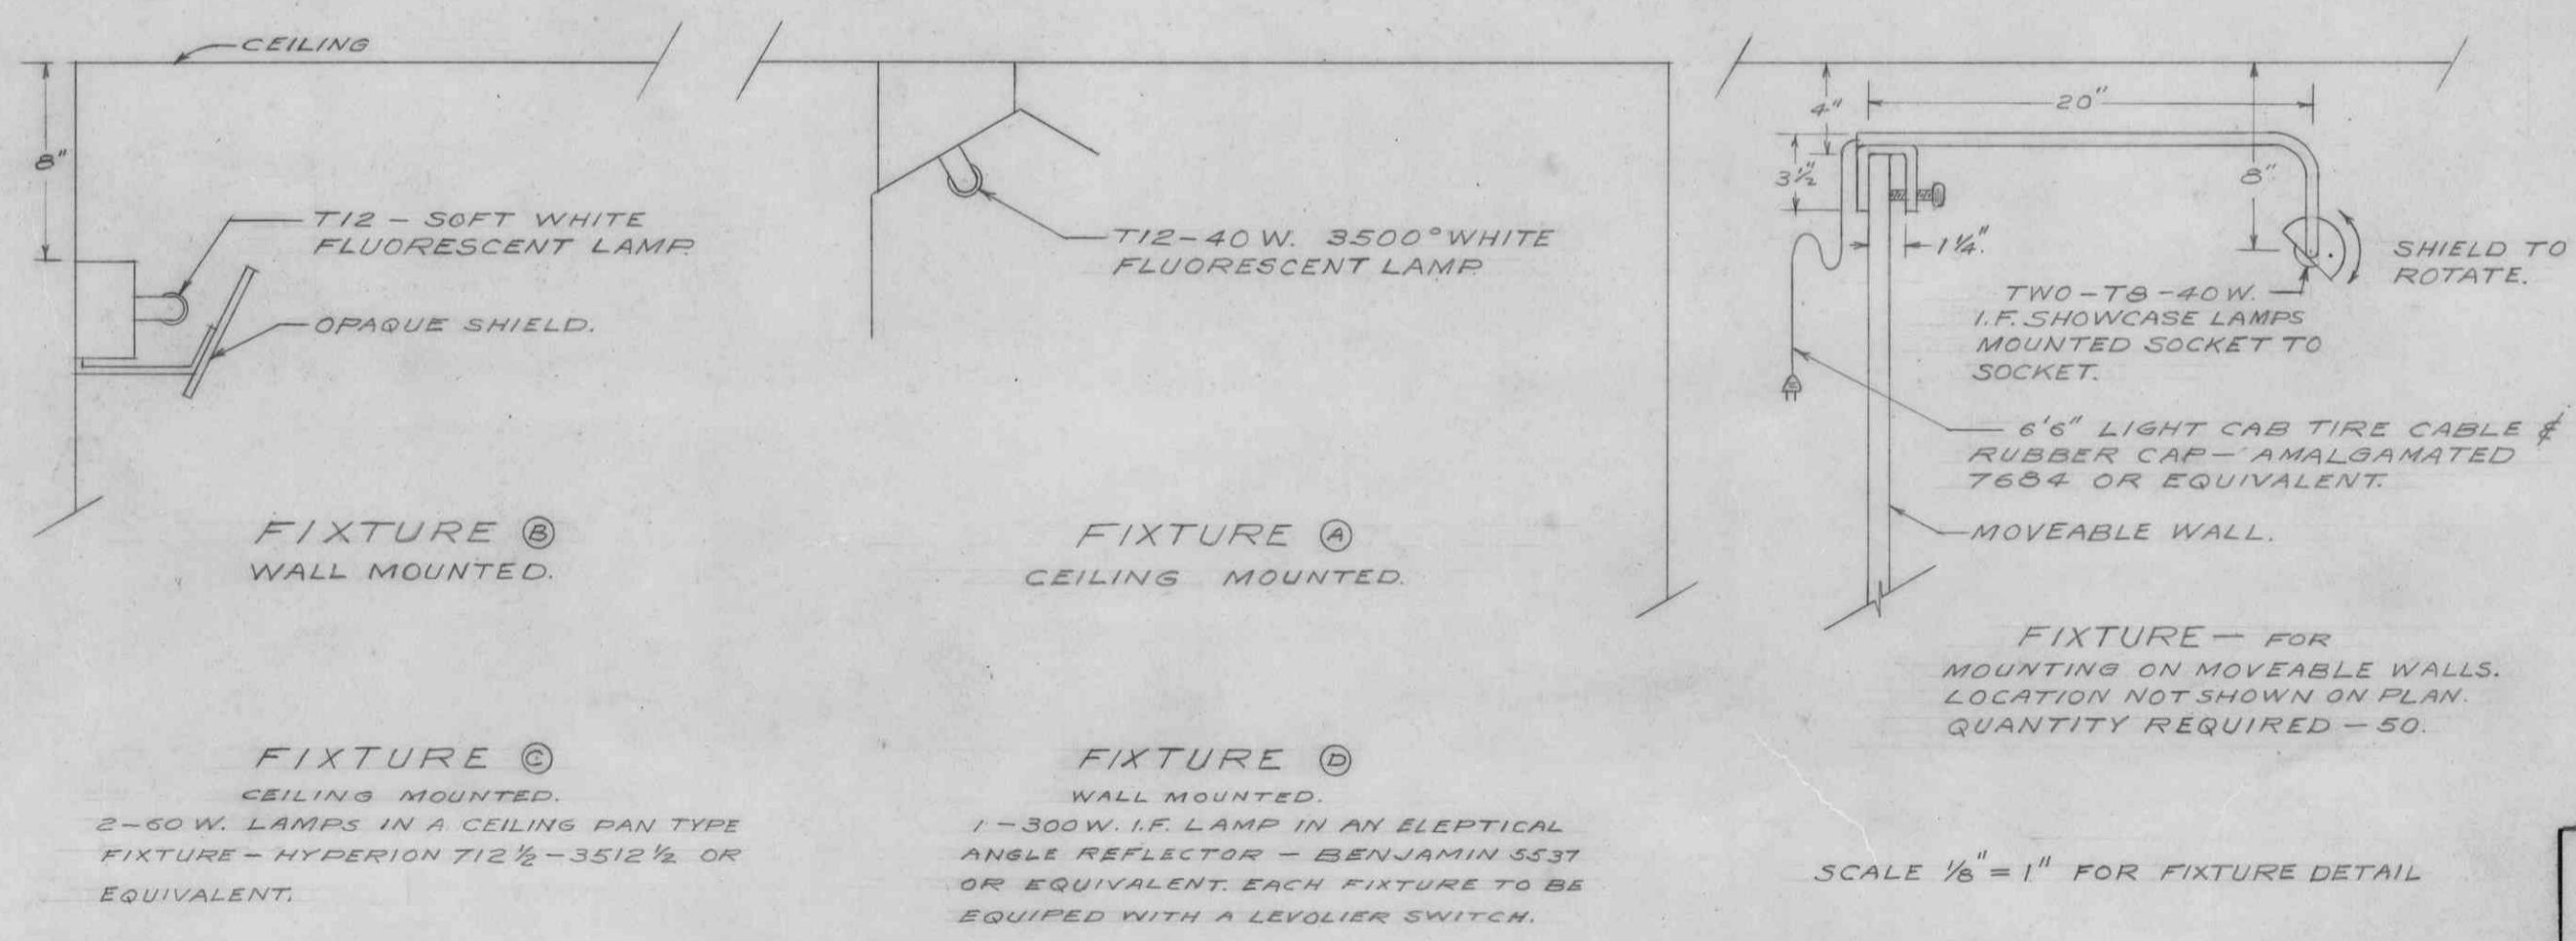 CEILING
8"
T12 - SOFT WHITE
FLUORESCENT LAMP.
OPAQUE SHIELD.
FIXTURE Ⓑ
WALL MOUNTED.
T12-40W. 3500° WHITE
FLUORESCENT LAMP
FIXTURE Ⓐ
CEILING MOUNTED.
4"
20"
3½"
8"
1¼".
SHIELD TO
ROTATE.
TWO-T8-40W.
I.F. SHOWCASE LAMPS
MOUNTED SOCKET TO
SOCKET.
6'6" LIGHT CAB TIRE CABLE &
RUBBER CAP - AMALGAMATED
7684 OR EQUIVALENT.
MOVEABLE WALL.
FIXTURE - FOR
MOUNTING ON MOVEABLE WALLS.
LOCATION NOT SHOWN ON PLAN.
QUANTITY REQUIRED - 50.
FIXTURE Ⓒ
CEILING MOUNTED.
2-60W. LAMPS IN A CEILING PAN TYPE
FIXTURE - HYPERION 712½-3512½ OR
EQUIVALENT.
FIXTURE Ⓓ
WALL MOUNTED.
1-300W. I.F. LAMP IN AN ELEPTICAL
ANGLE REFLECTOR - BENJAMIN 5537
OR EQUIVALENT. EACH FIXTURE TO BE
EQUIPED WITH A LEVOLIER SWITCH.
SCALE ⅛" = 1" FOR FIXTURE DETAIL